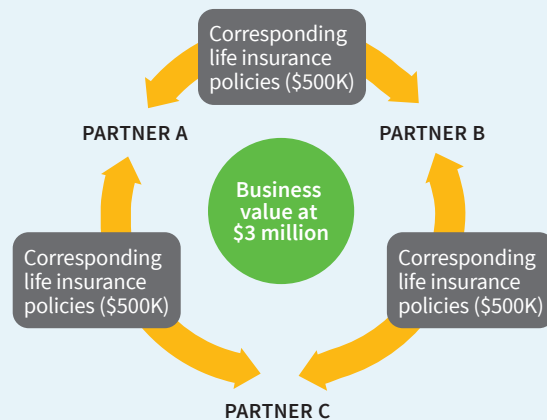 Corresponding
life insurance
policies ($500K)
PARTNER A
PARTNER B
Business
value at
$3 million
Corresponding
life insurance
policies ($500K)
Corresponding
life insurance
policies ($500K)
PARTNER C